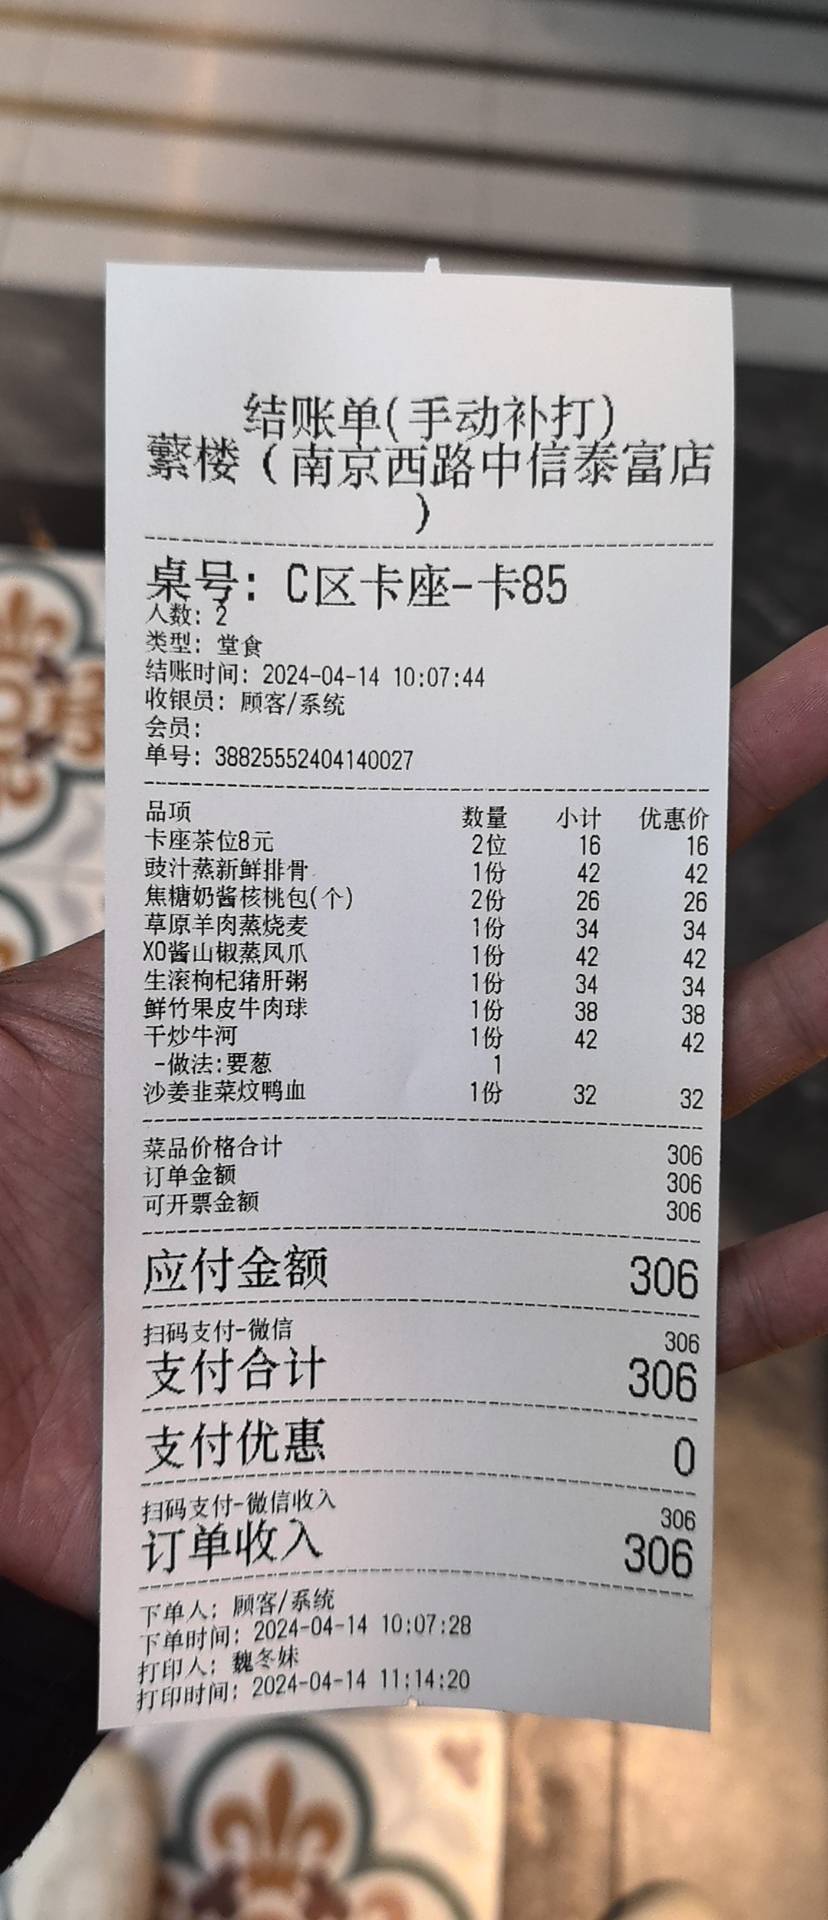 结账单(手动补打)
蘩楼（南京西路中信泰富店
）
桌号: C区卡座-卡85
人数: 2
类型: 堂食
结账时间: 2024-04-14 10:07:44
收银员: 顾客/系统
会员:
单号: 38825552404140027
品项 数量 小计 优惠价
卡座茶位8元 2位 16 16
豉汁蒸新鲜排骨 1份 42 42
焦糖奶酱核桃包(个) 2份 26 26
草原羊肉蒸烧麦 1份 34 34
XO酱山椒蒸凤爪 1份 42 42
生滚枸杞猪肝粥 1份 34 34
鲜竹果皮牛肉球 1份 38 38
干炒牛河 1份 42 42
-做法:要葱 1
沙姜韭菜炆鸭血 1份 32 32
菜品价格合计 306
订单金额 306
可开票金额 306
应付金额 306
扫码支付-微信 306
支付合计 306
支付优惠 0
扫码支付-微信收入 306
订单收入 306
下单人: 顾客/系统
下单时间: 2024-04-14 10:07:28
打印人: 魏冬妹
打印时间: 2024-04-14 11:14:20